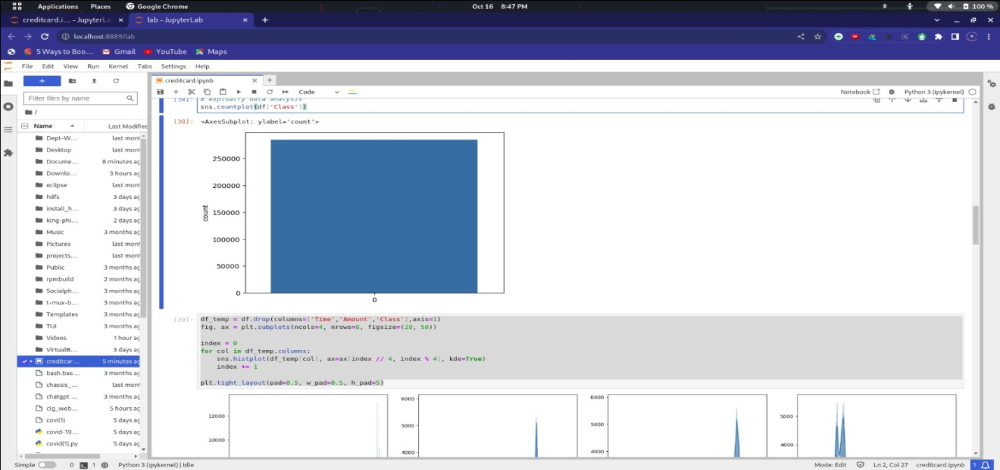 Applications Places Google Chrome Oct 16 8:47 PM 100 %
creditcard.i... - JupyterLa lab - JupyterLab
localhost:8889/lab
5 Ways to Boo... Gmail YouTube Maps
File Edit View Run Kernel Tabs Settings Help
creditcard.ipynb
Filter files by name
Code
Notebook Python 3 (ipykernel)
/
Name Last Modified
Dept-W... last mont
Desktop last mont
Docume... 8 minutes ag
Downlo... 3 hours ag
eclipse last mont
hdfs 3 days ag
install_h... 3 days ag
king-phi... 2 days ag
Music 3 months ag
Pictures last mont
projects... last mont
Public 3 months ag
rpmbuild 2 months ag
Socialph... 3 months ag
t-mux-b... 3 months ag
Templates 3 months ag
TUI 3 months ag
Videos 1 hour ag
VirtualB... 3 days ag
creditcar... 5 minutes ag
bash.bas... 3 months ag
chassis_... last mont
chatgpt ... 3 months ag
clg_web... 5 hours ag
covi(1) 5 days ag
covid-19... 5 days ag
covid(1).py 5 days ag
[38]: # exploairy data analysis
sns.countplot(df['Class'])
[38]: <AxesSubplot: ylabel='count'>
250000
200000
150000
100000
50000
0
count
0
[39]: df_temp = df.drop(columns=['Time','Amount','Class'],axis=1)
fig, ax = plt.subplots(ncols=4, nrows=8, figsize=(20, 50))
index = 0
for col in df_temp.columns:
sns.histplot(df_temp[col], ax=ax[index // 4, index % 4], kde=True)
index += 1
plt.tight_layout(pad=0.5, w_pad=0.5, h_pad=5)
12000
10000
6000
5000
4000
6000
5000
4000
5000
4000
Simple 0 1 Python 3 (ipykernel) | Idle Mode: Edit Ln 2, Col 27 creditcard.ipynb 1